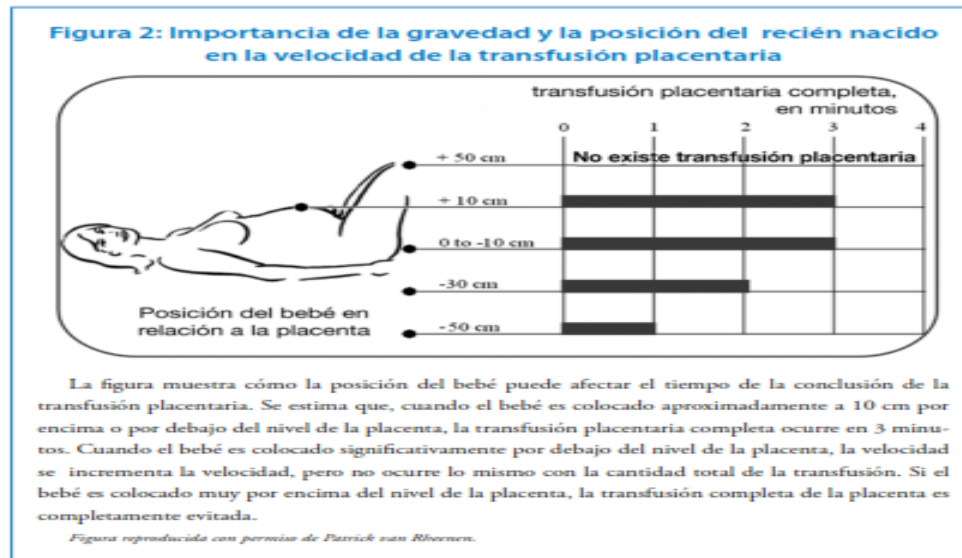 Figura 2: Importancia de la gravedad y la posición del recién nacido
en la velocidad de la transfusión placentaria
transfusión placentaria completa,
en minutos
0 1 2 3 4
+ 50 cm No existe transfusión placentaria
+ 10 cm
0 to -10 cm
-30 cm
-50 cm
Posición del bebé en
relación a la placenta
La figura muestra cómo la posición del bebé puede afectar el tiempo de la conclusión de la
transfusión placentaria. Se estima que, cuando el bebé es colocado aproximadamente a 10 cm por
encima o por debajo del nivel de la placenta, la transfusión placentaria completa ocurre en 3 minu-
tos. Cuando el bebé es colocado significativamente por debajo del nivel de la placenta, la velocidad
se incrementa la velocidad, pero no ocurre lo mismo con la cantidad total de la transfusión. Si el
bebé es colocado muy por encima del nivel de la placenta, la transfusión completa de la placenta es
completamente evitada.
Figura reproducida con permiso de Patrick van Rheenen.